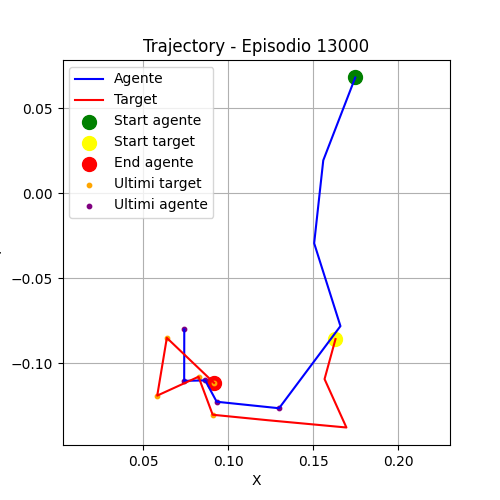 Trajectory - Episodio 13000
Agente
Target
Start agente
Start target
End agente
Ultimi target
Ultimi agente
0.05
0.00
−0.05
−0.10
0.05
0.10
0.15
0.20
X